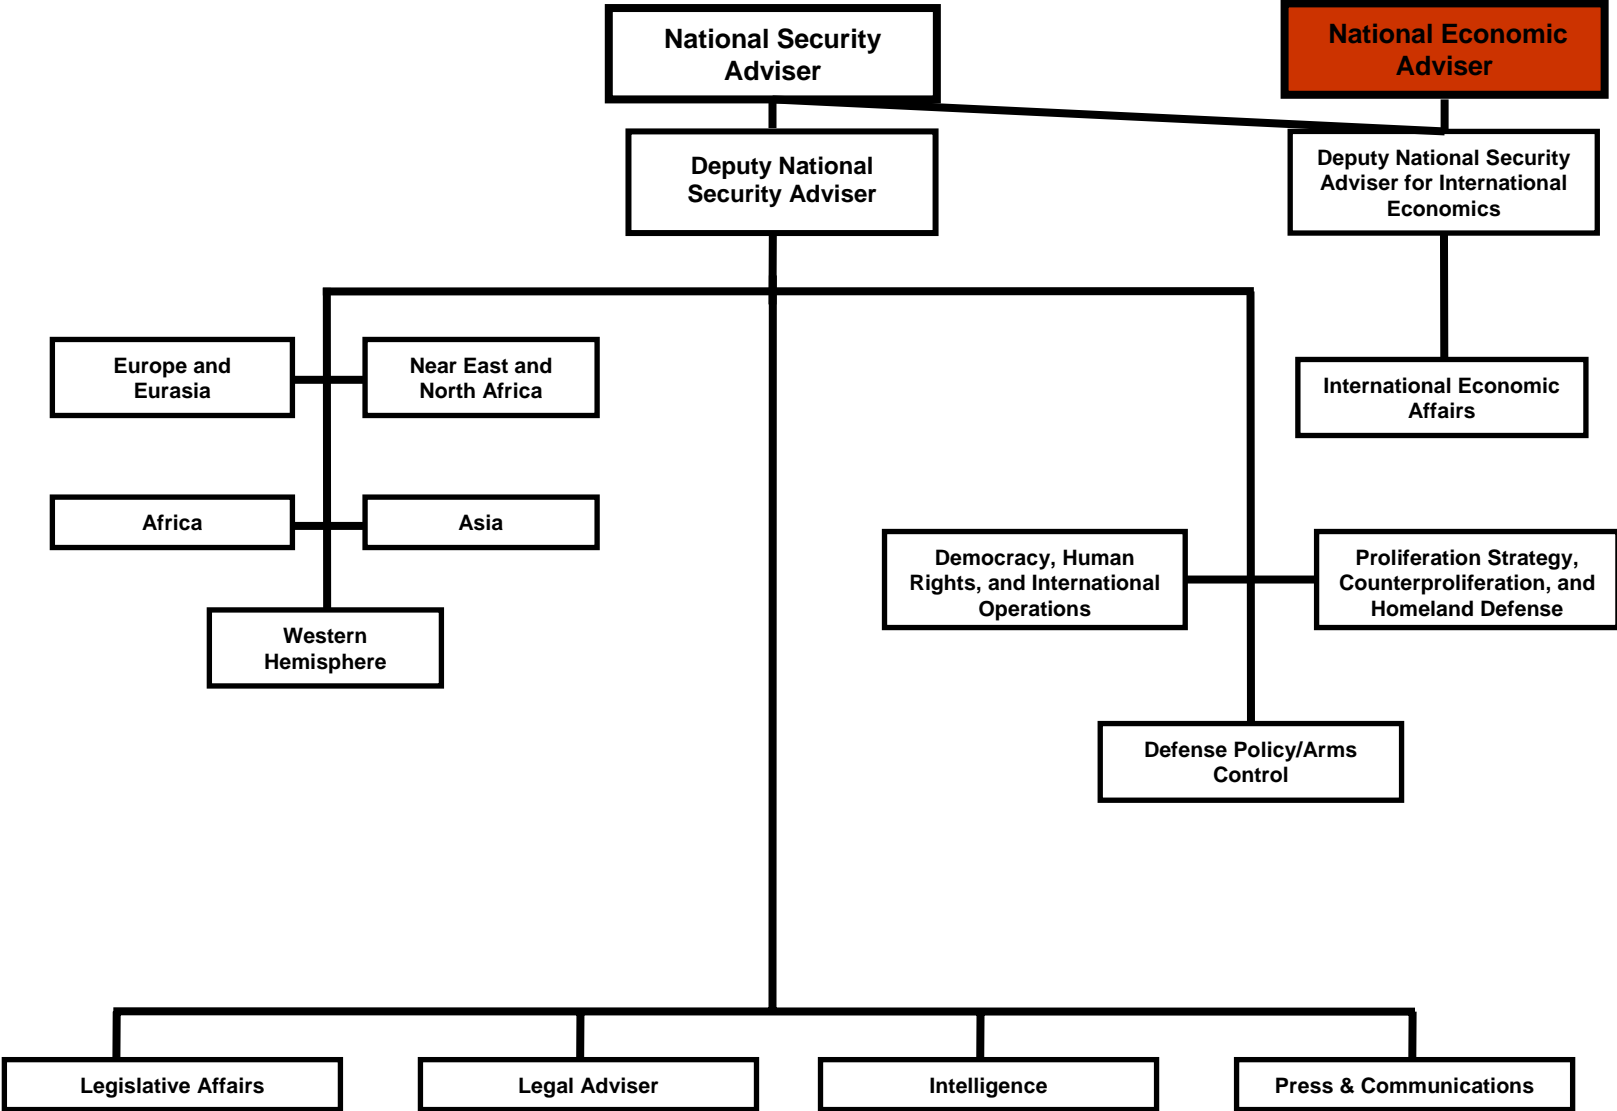 National Security
Adviser
National Economic
Adviser
Deputy National
Security Adviser
Deputy National Security
Adviser for International
Economics
Europe and
Eurasia
Near East and
North Africa
International Economic
Affairs
Africa
Asia
Democracy, Human
Rights, and International
Operations
Proliferation Strategy,
Counterproliferation, and
Homeland Defense
Western
Hemisphere
Defense Policy/Arms
Control
Legislative Affairs
Legal Adviser
Intelligence
Press & Communications